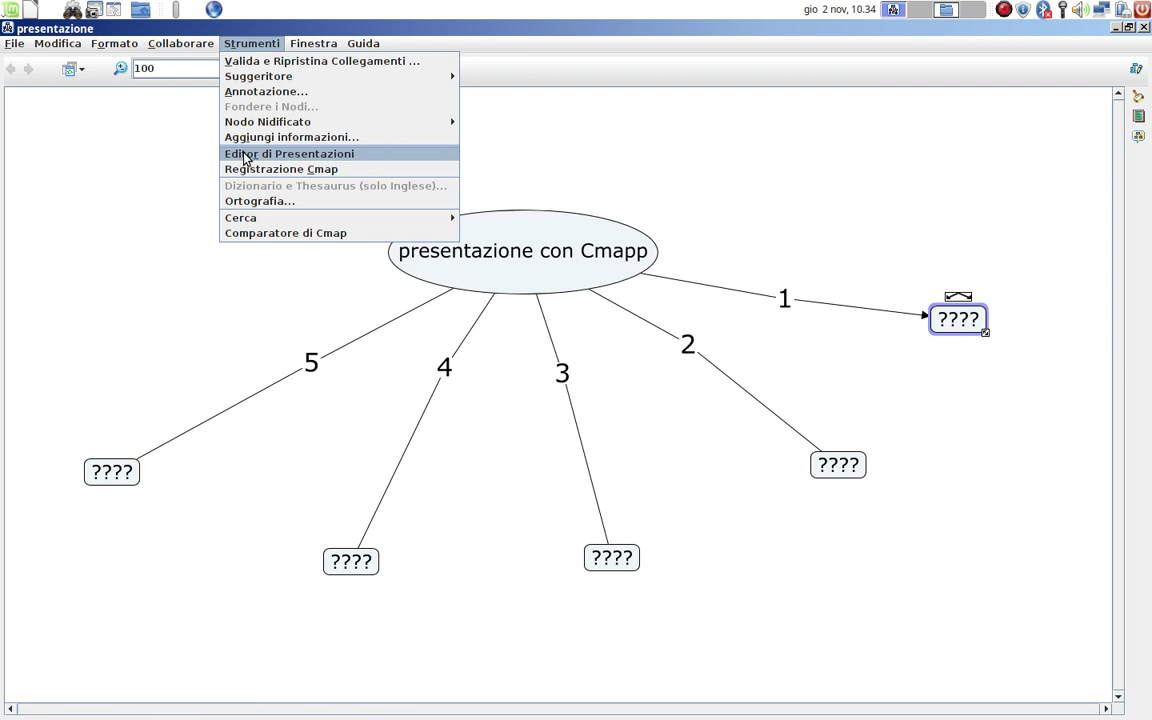 gio 2 nov, 10.34
presentazione
File Modifica Formato Collaborare Strumenti Finestra Guida
100
Valida e Ripristina Collegamenti ...
Suggeritore
Annotazione...
Fondere i Nodi...
Nodo Nidificato
Aggiungi informazioni...
Editor di Presentazioni
Registrazione Cmap
Dizionario e Thesaurus (solo Inglese)...
Ortografia...
Cerca
Comparatore di Cmap
presentazione con Cmapp
1
????
2
5
4
3
????
????
????
????